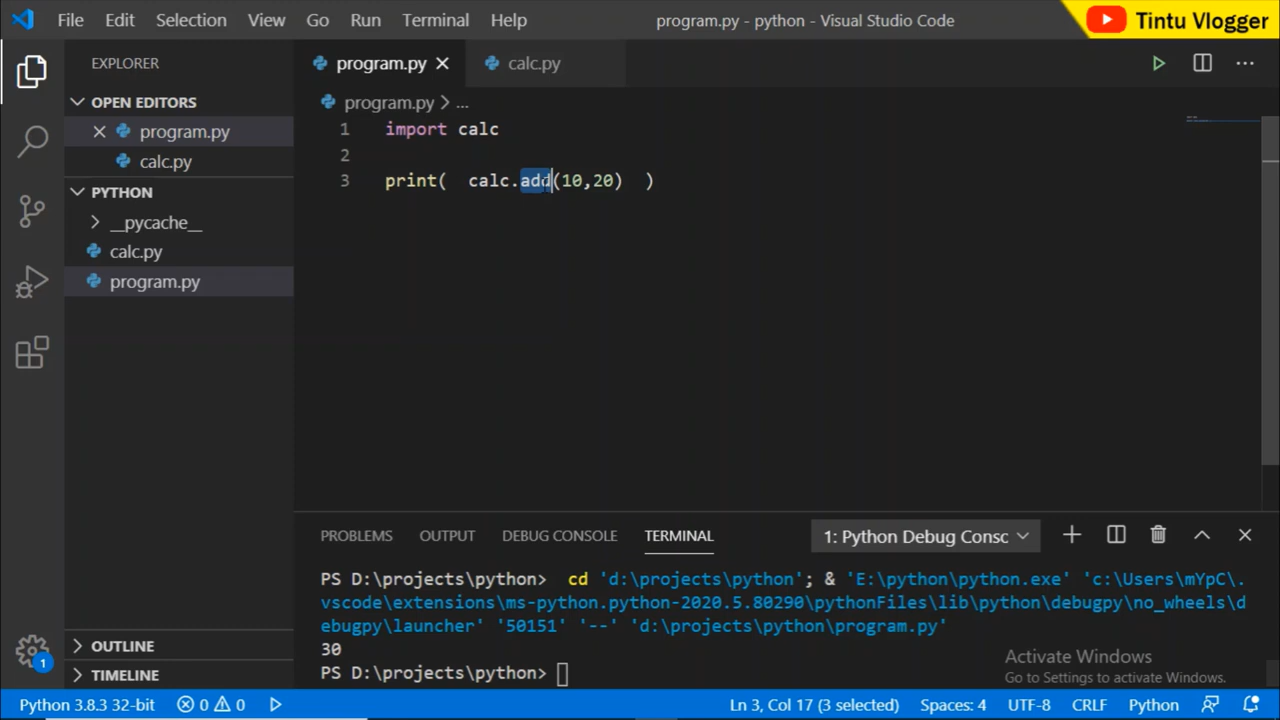 File Edit Selection View Go Run Terminal Help
program.py - python - Visual Studio Code
Tintu Vlogger
EXPLORER
OPEN EDITORS
program.py
calc.py
PYTHON
__pycache__
calc.py
program.py
OUTLINE
TIMELINE
program.py
calc.py
program.py > ...
1 import calc
2
3 print(  calc.add(10,20)  )
PROBLEMS OUTPUT DEBUG CONSOLE TERMINAL
1: Python Debug Consc
PS D:\projects\python>  cd 'd:\projects\python'; & 'E:\python\python.exe' 'c:\Users\mYpC\.
vscode\extensions\ms-python.python-2020.5.80290\pythonFiles\lib\python\debugpy\no_wheels\d
ebugpy\launcher' '50151' '--' 'd:\projects\python\program.py'
30
PS D:\projects\python>
Activate Windows
Go to Settings to activate Windows.
1
Python 3.8.3 32-bit 0 0 Ln 3, Col 17 (3 selected) Spaces: 4 UTF-8 CRLF Python